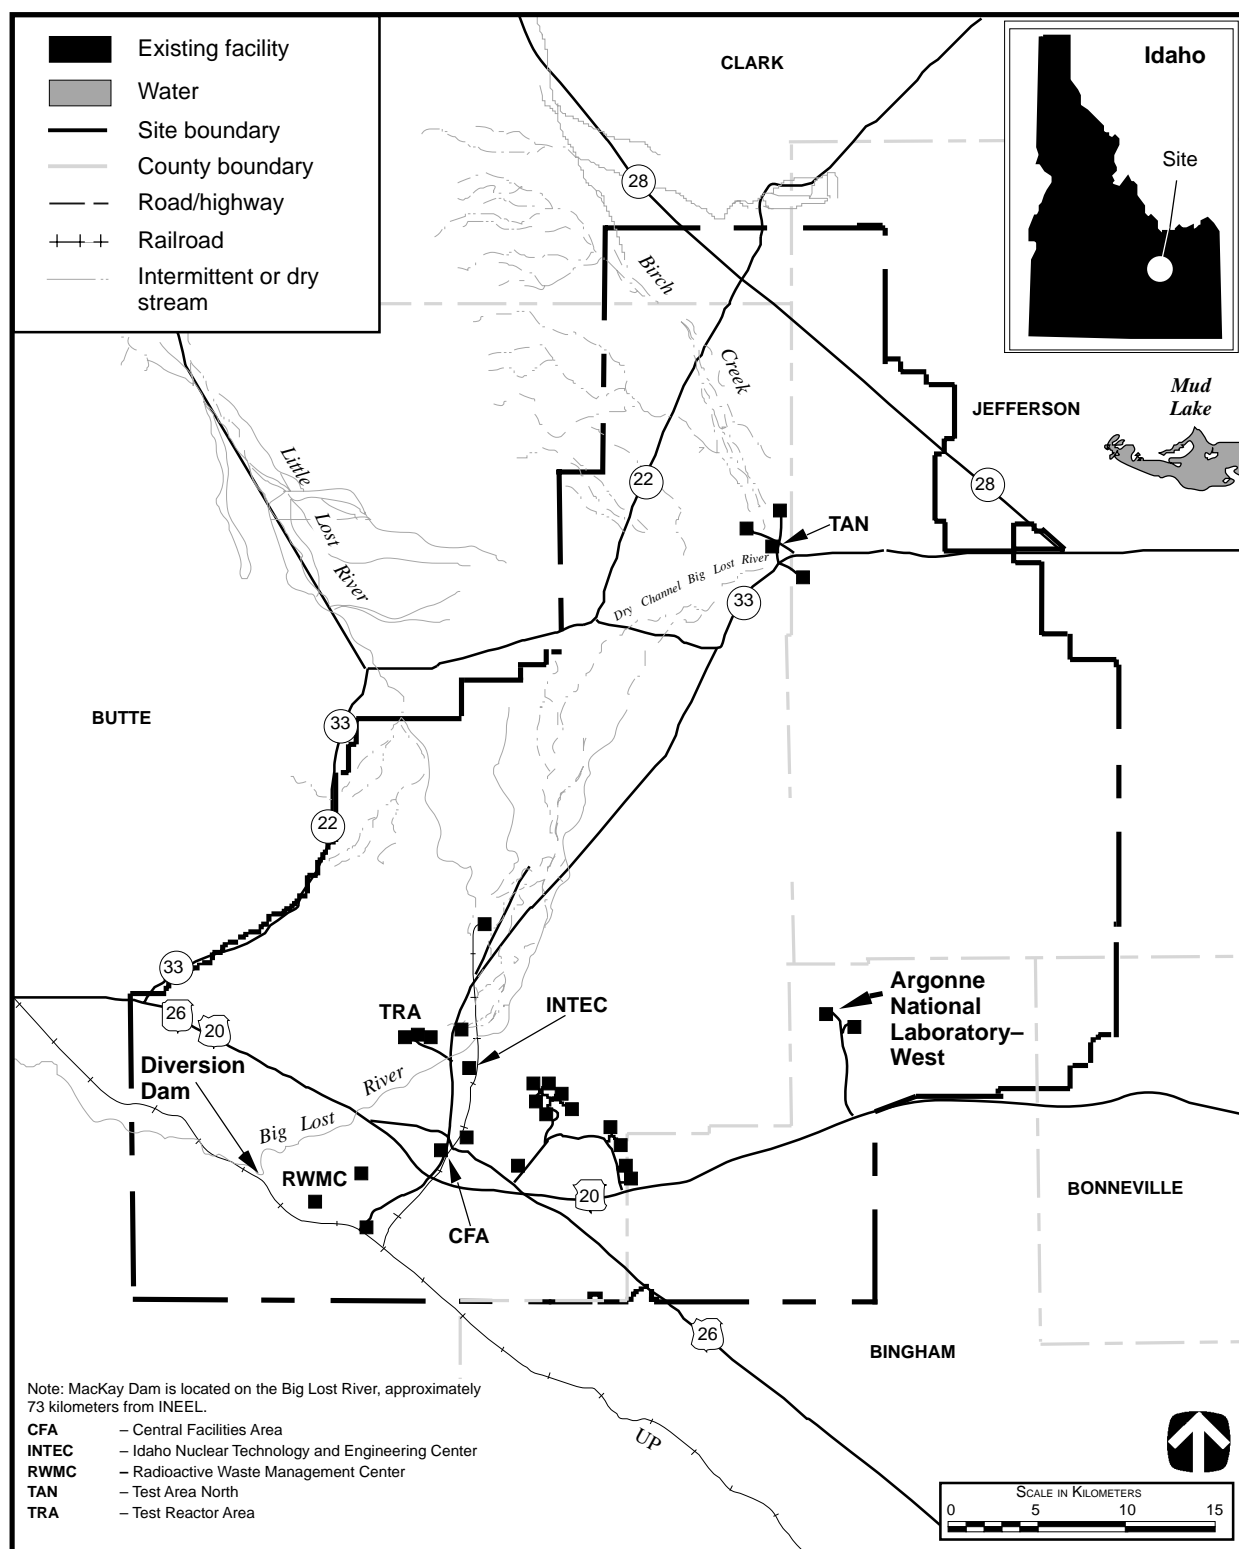 Existing facility
Water
Site boundary
County boundary
Road/highway
Railroad
Intermittent or dry
stream
CLARK
Idaho
Site
28
Birch
Creek
JEFFERSON
Mud
Lake
Little
Lost
River
22
28
TAN
Dry Channel Big Lost River
33
BUTTE
33
22
33
26
20
TRA
INTEC
Argonne
National
Laboratory–
West
Diversion
Dam
Big Lost River
RWMC
CFA
20
BONNEVILLE
26
BINGHAM
UP
Note: MacKay Dam is located on the Big Lost River, approximately
73 kilometers from INEEL.
CFA – Central Facilities Area
INTEC – Idaho Nuclear Technology and Engineering Center
RWMC – Radioactive Waste Management Center
TAN – Test Area North
TRA – Test Reactor Area
SCALE IN KILOMETERS
0 5 10 15